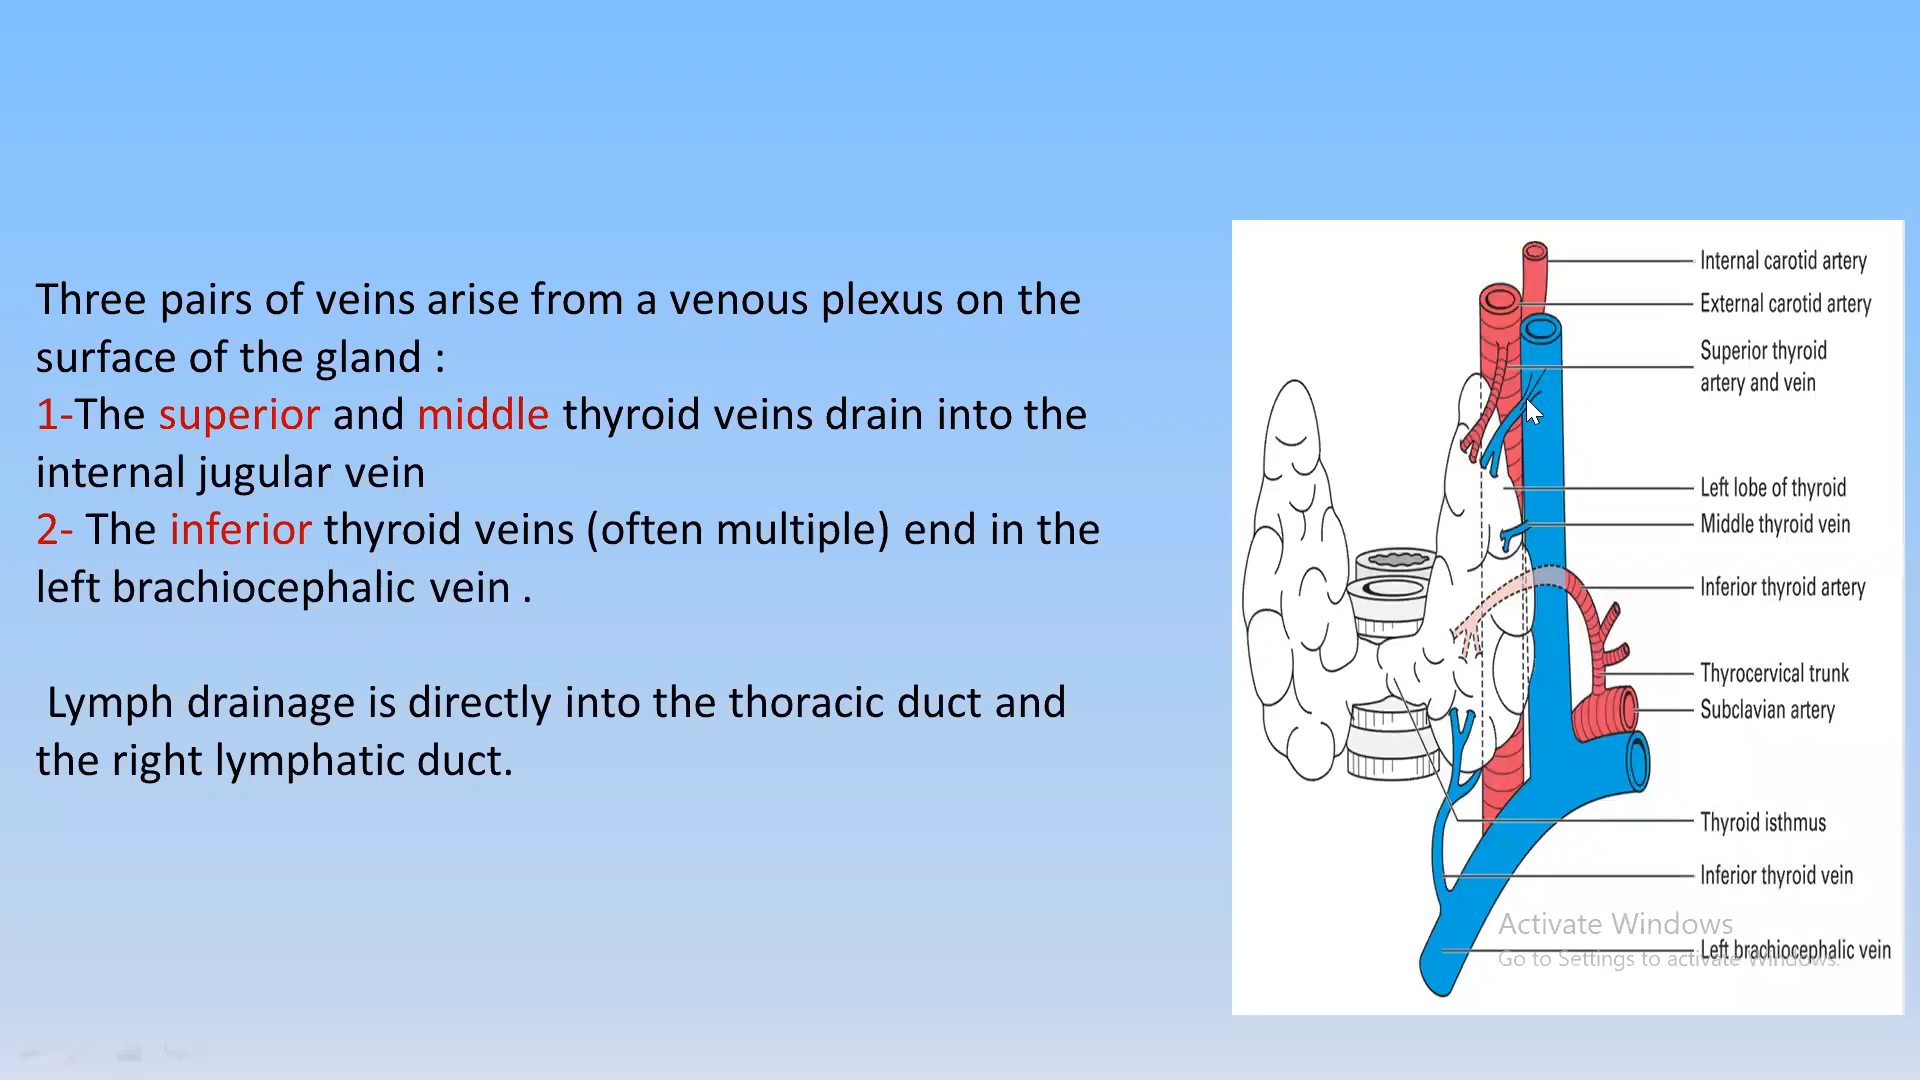 Three pairs of veins arise from a venous plexus on the
surface of the gland :
1-The superior and middle thyroid veins drain into the
internal jugular vein
2- The inferior thyroid veins (often multiple) end in the
left brachiocephalic vein .
Lymph drainage is directly into the thoracic duct and
the right lymphatic duct.
Internal carotid artery
External carotid artery
Superior thyroid
artery and vein
Left lobe of thyroid
Middle thyroid vein
Inferior thyroid artery
Thyrocervical trunk
Subclavian artery
Thyroid isthmus
Inferior thyroid vein
Left brachiocephalic vein
Activate Windows
Go to Settings to activate Windows.